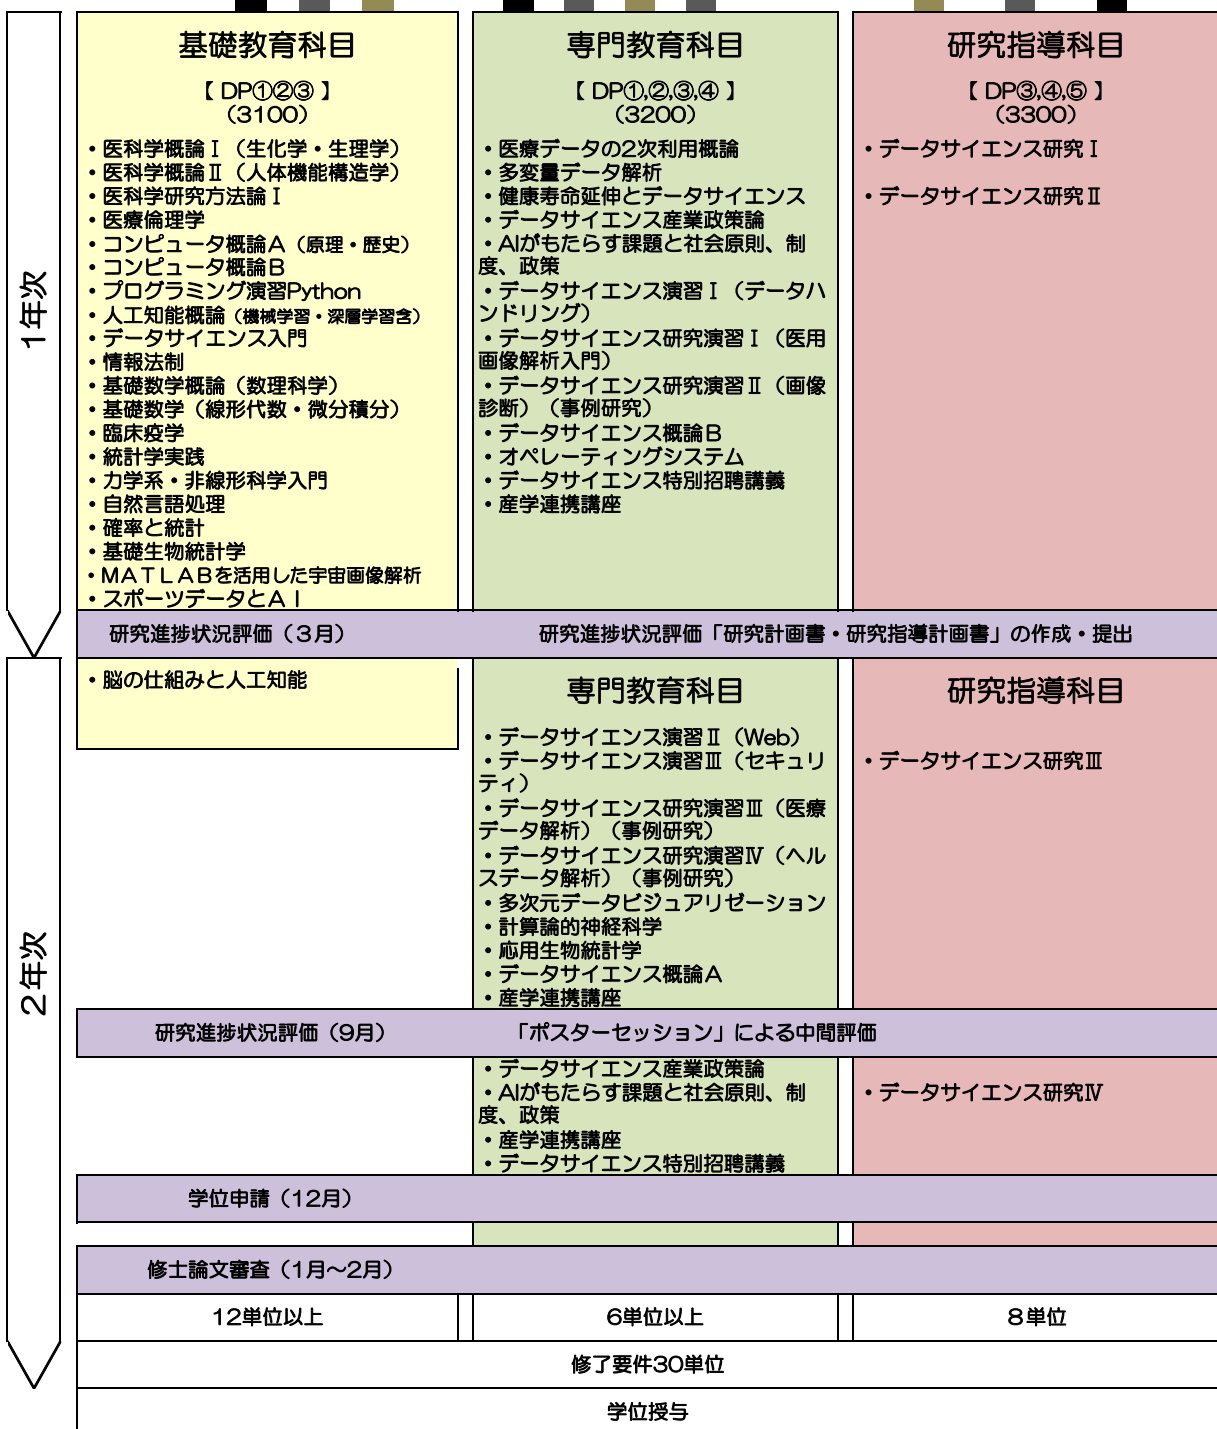 1年次
基礎教育科目
【 DP①②③ 】
（3100）
・医科学概論Ⅰ（生化学・生理学）
・医科学概論Ⅱ（人体機能構造学）
・医科学研究方法論Ⅰ
・医療倫理学
・コンピュータ概論A（原理・歴史）
・コンピュータ概論B
・プログラミング演習Python
・人工知能概論（機械学習・深層学習含）
・データサイエンス入門
・情報法制
・基礎数学概論（数理科学）
・基礎数学（線形代数・微分積分）
・臨床疫学
・統計学実践
・力学系・非線形科学入門
・自然言語処理
・確率と統計
・基礎生物統計学
・ＭＡＴＬＡＢを活用した宇宙画像解析
・スポーツデータとＡＩ
専門教育科目
【 DP①,②,③,④ 】
（3200）
・医療データの2次利用概論
・多変量データ解析
・健康寿命延伸とデータサイエンス
・データサイエンス産業政策論
・AIがもたらす課題と社会原則、制
度、政策
・データサイエンス演習Ⅰ（データハ
ンドリング）
・データサイエンス研究演習Ⅰ（医用
画像解析入門）
・データサイエンス研究演習Ⅱ（画像
診断）（事例研究）
・データサイエンス概論B
・オペレーティングシステム
・データサイエンス特別招聘講義
・産学連携講座
研究指導科目
【 DP③,④,⑤ 】
（3300）
・データサイエンス研究Ⅰ
・データサイエンス研究Ⅱ
研究進捗状況評価（３月）
研究進捗状況評価「研究計画書・研究指導計画書」の作成・提出
2年次
・脳の仕組みと人工知能
専門教育科目
・データサイエンス演習Ⅱ（Web）
・データサイエンス演習Ⅲ（セキュリ
ティ）
・データサイエンス研究演習Ⅲ（医療
データ解析）（事例研究）
・データサイエンス研究演習Ⅳ（ヘル
スデータ解析）（事例研究）
・多次元データビジュアリゼーション
・計算論的神経科学
・応用生物統計学
・データサイエンス概論A
・産学連携講座
研究指導科目
・データサイエンス研究Ⅲ
研究進捗状況評価（9月）
「ポスターセッション」による中間評価
・データサイエンス産業政策論
・AIがもたらす課題と社会原則、制
度、政策
・産学連携講座
・データサイエンス特別招聘講義
・データサイエンス研究Ⅳ
学位申請（12月）
修士論文審査（1月～2月）
12単位以上
6単位以上
８単位
修了要件30単位
学位授与